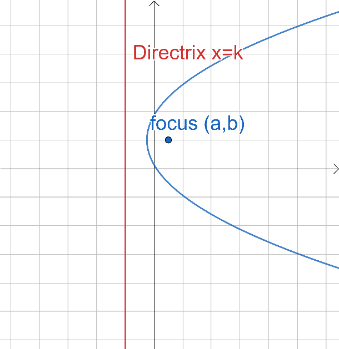 Directrix x=k
focus (a,b)